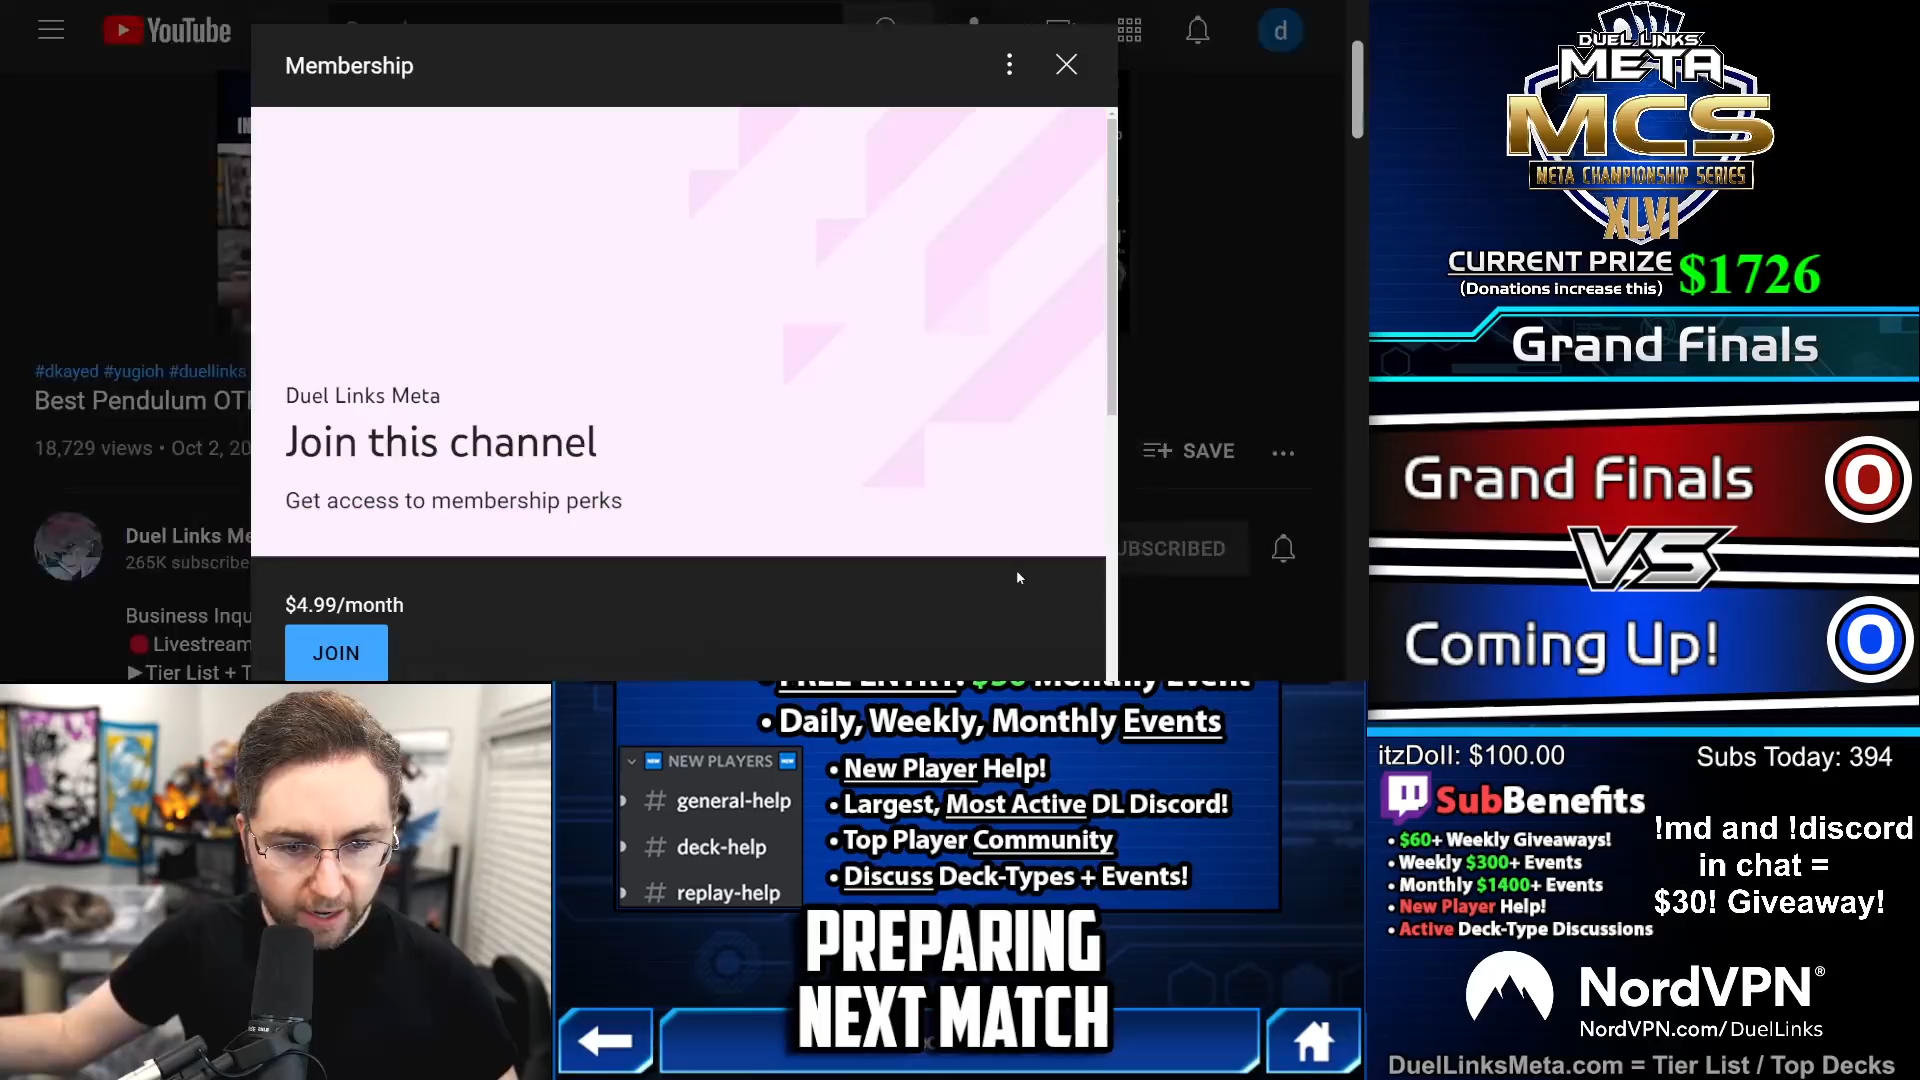 YouTube
d
Membership
#dkayed #yugioh #duellinks
Best Pendulum OT
18,729 views • Oct 2, 20
Duel Links Me
265K subscribe
Business Inqu
Livestream
▶Tier List + T
Duel Links Meta
Join this channel
Get access to membership perks
$4.99/month
JOIN
SAVE
UBSCRIBED
DUEL LINKS
META
MCS
META CHAMPIONSHIP SERIES
XLVI
CURRENT PRIZE $1726
(Donations increase this)
Grand Finals
Grand Finals 0
VS
Coming Up! 0
• FREE ENTRY: $50 Monthly Event
• Daily, Weekly, Monthly Events
NEW PLAYERS
# general-help
# deck-help
# replay-help
• New Player Help!
• Largest, Most Active DL Discord!
• Top Player Community
• Discuss Deck-Types + Events!
PREPARING
NEXT MATCH
itzDoll: $100.00
Subs Today: 394
SubBenefits
• $60+ Weekly Giveaways!
• Weekly $300+ Events
• Monthly $1400+ Events
• New Player Help!
• Active Deck-Type Discussions
!md and !discord
in chat =
$30! Giveaway!
NordVPN®
NordVPN.com/DuelLinks
DuelLinksMeta.com = Tier List / Top Decks